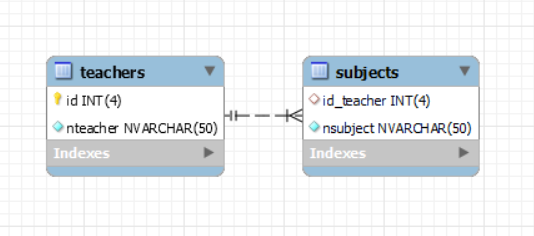 teachers
id INT(4)
nteacher NVARCHAR(50)
Indexes
subjects
id_teacher INT(4)
nsubject NVARCHAR(50)
Indexes